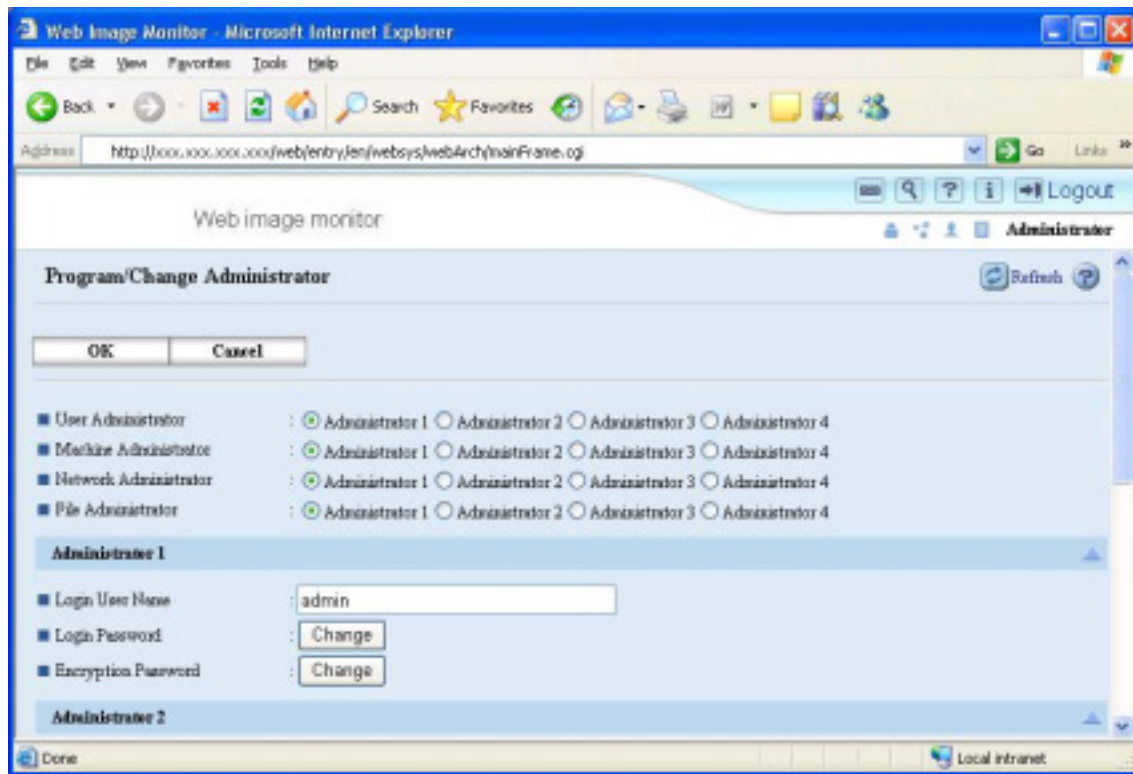 Web Image Monitor - Microsoft Internet Explorer
File Edit View Favorites Tools Help
Back Search Favorites
Address http://xxx.xxx.xxx.xxx/web/entry/en/websys/webArch/mainFrame.cgi Go Links »
Logout
Web image monitor
Administrator
Program/Change Administrator Refresh
OK Cancel
User Administrator : Administrator 1 Administrator 2 Administrator 3 Administrator 4
Machine Administrator : Administrator 1 Administrator 2 Administrator 3 Administrator 4
Network Administrator : Administrator 1 Administrator 2 Administrator 3 Administrator 4
File Administrator : Administrator 1 Administrator 2 Administrator 3 Administrator 4
Administrator 1
Login User Name : admin
Login Password : Change
Encryption Password : Change
Administrator 2
Done Local intranet